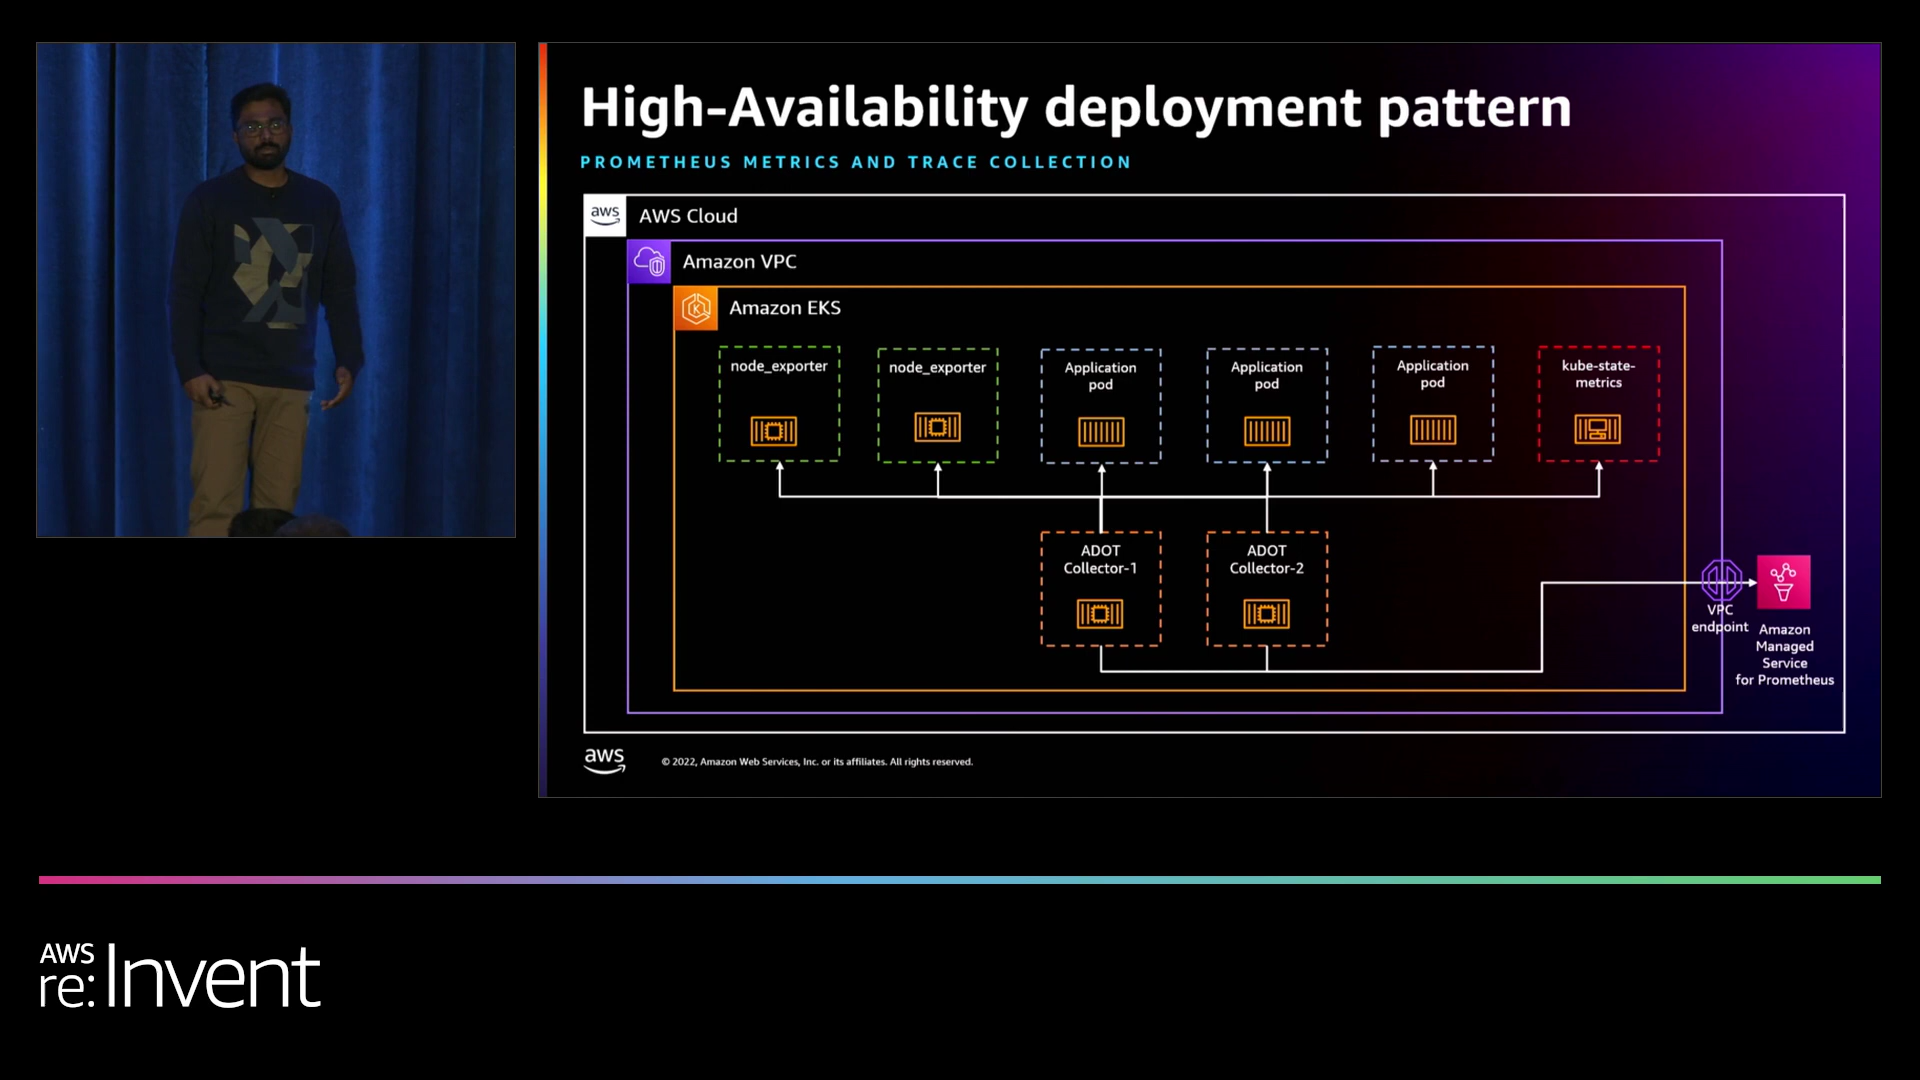 High-Availability deployment pattern
PROMETHEUS METRICS AND TRACE COLLECTION
aws
AWS Cloud
Amazon VPC
Amazon EKS
node_exporter
node_exporter
Application
pod
Application
pod
Application
pod
kube-state-
metrics
ADOT
Collector-1
ADOT
Collector-2
VPC
endpoint
Amazon
Managed
Service
for Prometheus
aws
© 2022, Amazon Web Services, Inc. or its affiliates. All rights reserved.
AWS
re:Invent